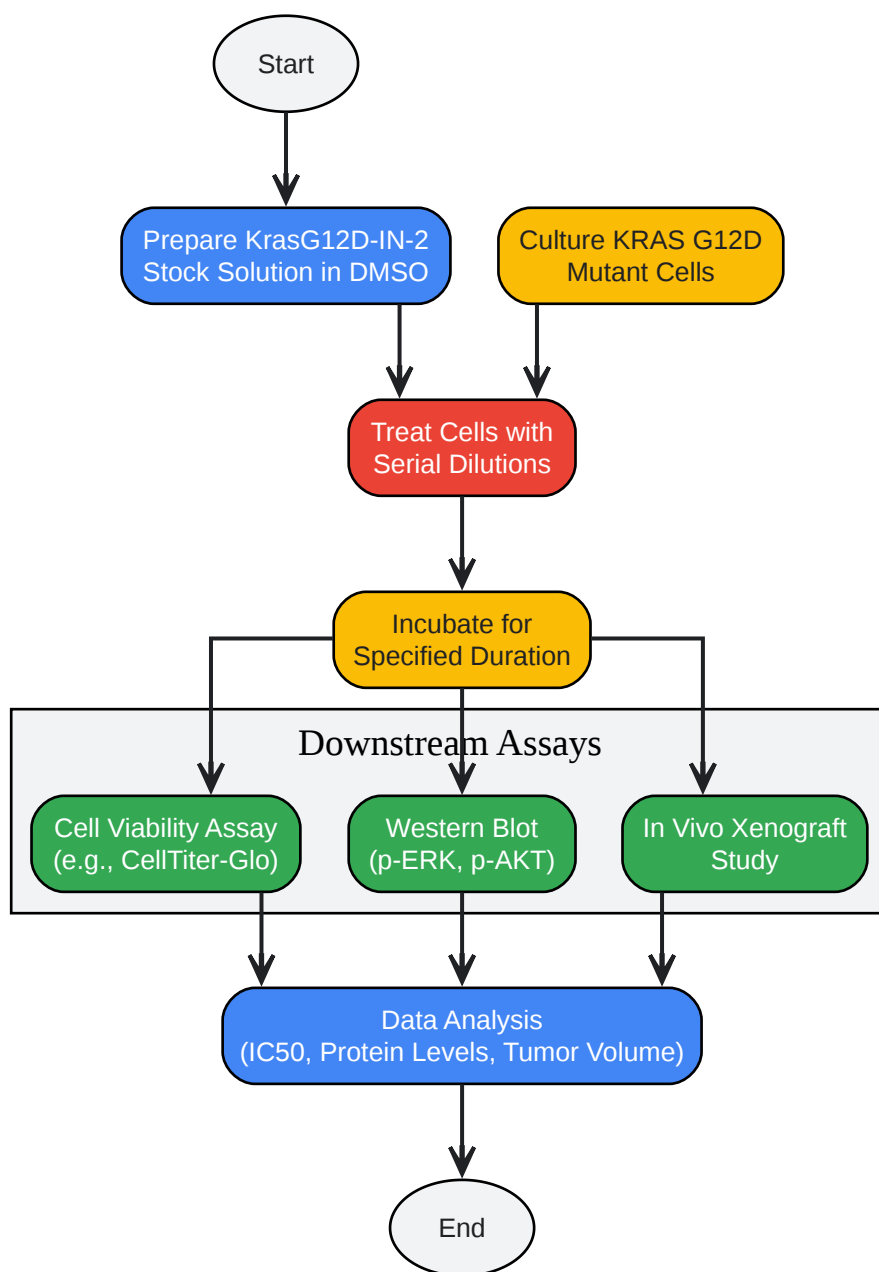 Start
Prepare KrasG12D-IN-2
Stock Solution in DMSO
Culture KRAS G12D
Mutant Cells
Treat Cells with
Serial Dilutions
Incubate for
Specified Duration
Downstream Assays
Cell Viability Assay
(e.g., CellTiter-Glo)
Western Blot
(p-ERK, p-AKT)
In Vivo Xenograft
Study
Data Analysis
(IC50, Protein Levels, Tumor Volume)
End